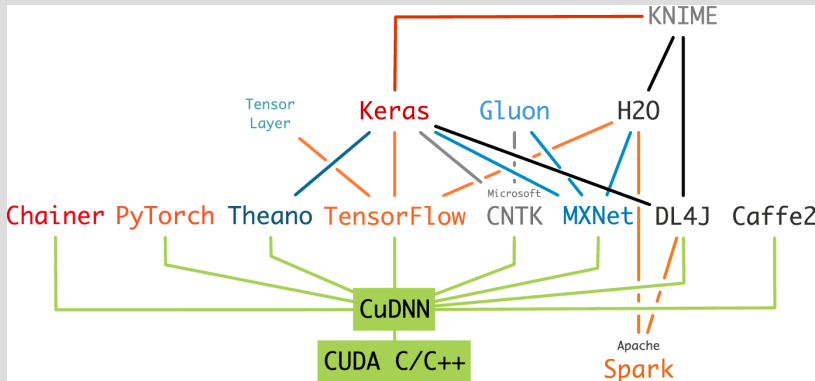 KNIME
Tensor
Layer
Keras
Gluon
H2O
Microsoft
Chainer PyTorch Theano TensorFlow CNTK MXNet DL4J Caffe2
CuDNN
CUDA C/C++
Apache
Spark